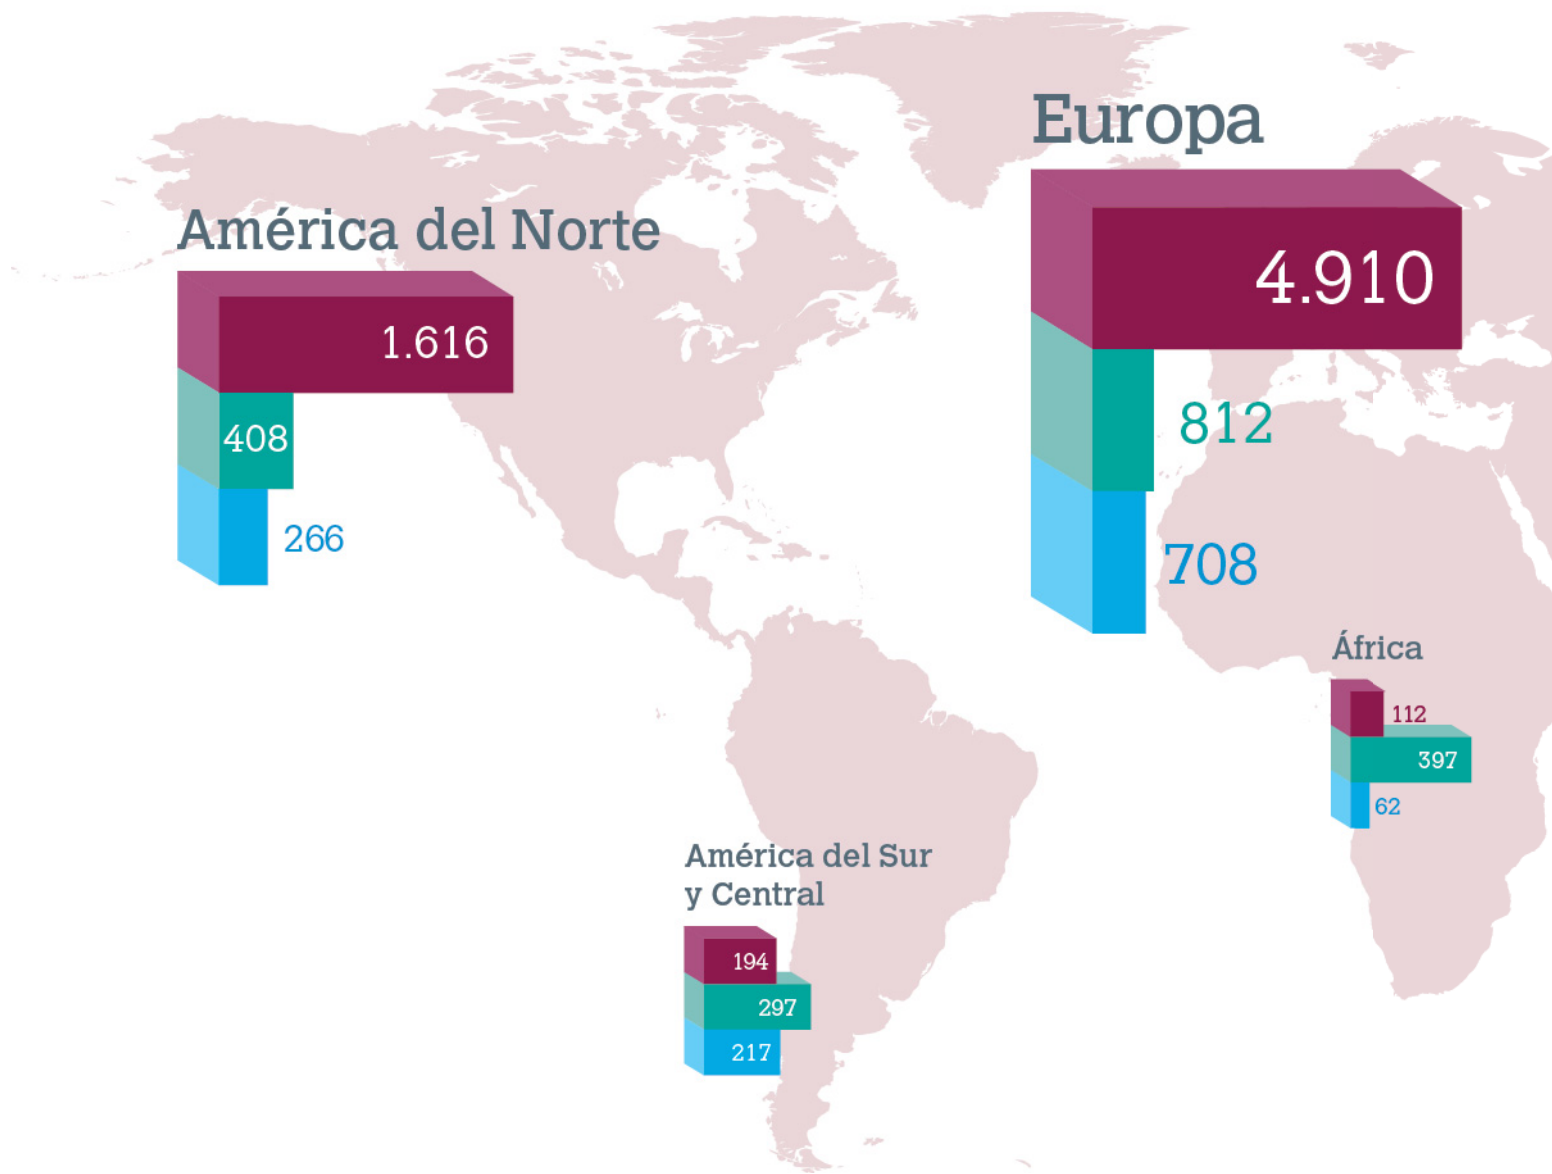 Europa
4.910
812
708
América del Norte
1.616
408
266
África
112
397
62
América del Sur
y Central
194
297
217